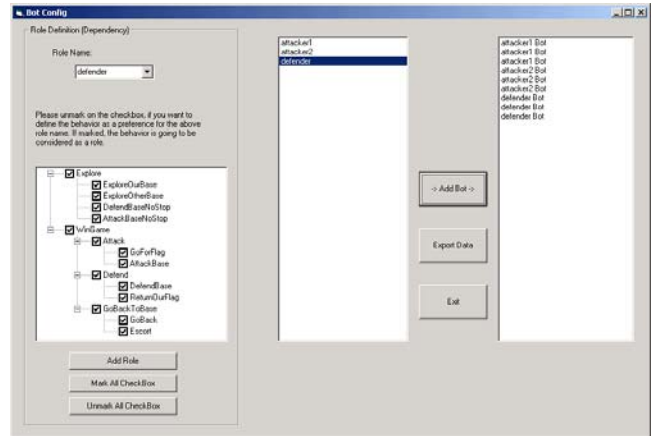 Bot Config
Role Definition (Dependency)
Role Name:
defender
Please unmark on the checkbox, if you want to
define the behavior as a preference for the above
role name. If marked, the behavior is going to be
considered as a role.
Explore
ExploreOurBase
ExploreOtherBase
DefendBaseNoStop
AttackBaseNoStop
WinGame
Attack
GoForFlag
AttackBase
Defend
DefendBase
ReturnOurFlag
GoBackToBase
GoBack
Escort
Add Role
Mark All CheckBox
Unmark All CheckBox
attacker1
attacker2
defender
-> Add Bot ->
Export Data
Exit
attacker1 Bot
attacker1 Bot
attacker1 Bot
attacker2 Bot
attacker2 Bot
attacker2 Bot
defender Bot
defender Bot
defender Bot